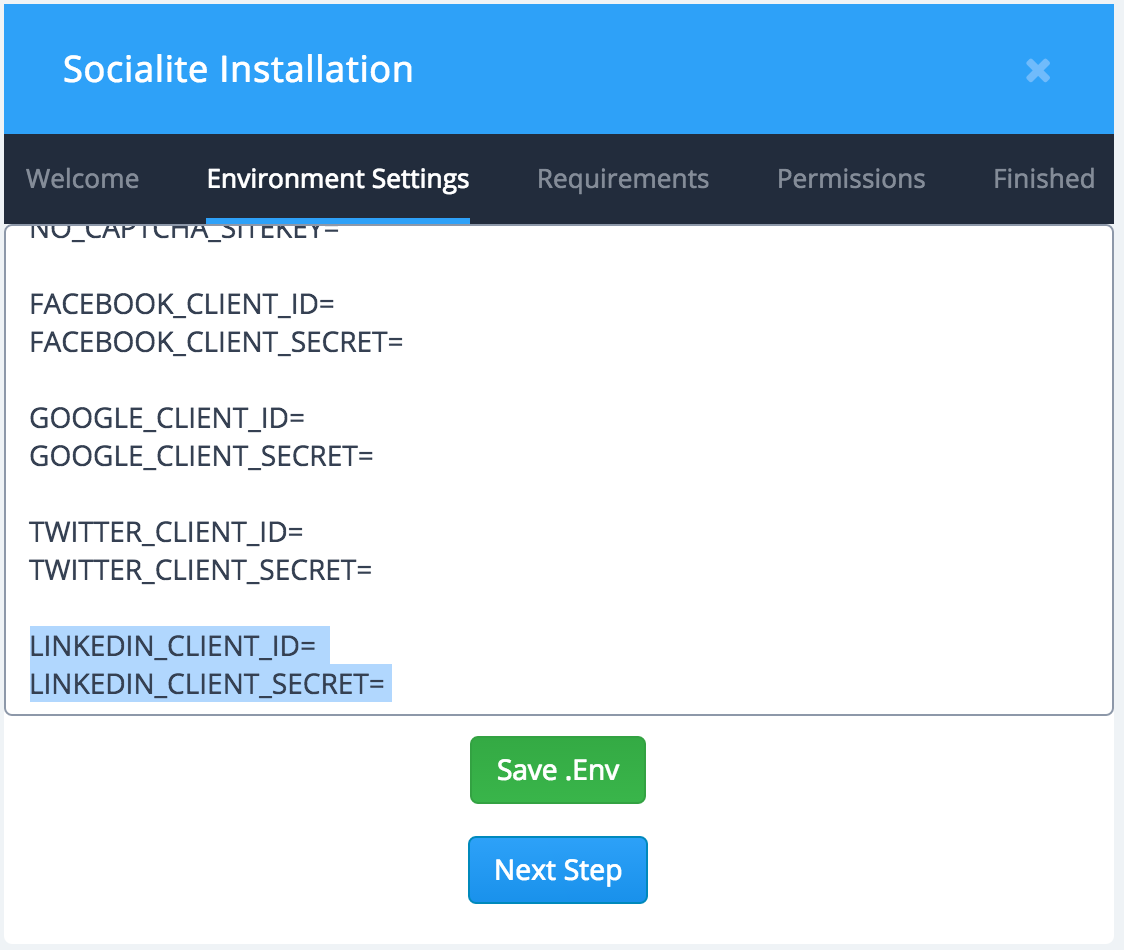 Socialite Installation
Welcome Environment Settings Requirements Permissions Finished
NO_CAPTCHA_SITEKEY=
FACEBOOK_CLIENT_ID=
FACEBOOK_CLIENT_SECRET=
GOOGLE_CLIENT_ID=
GOOGLE_CLIENT_SECRET=
TWITTER_CLIENT_ID=
TWITTER_CLIENT_SECRET=
LINKEDIN_CLIENT_ID=
LINKEDIN_CLIENT_SECRET=
Save .Env
Next Step